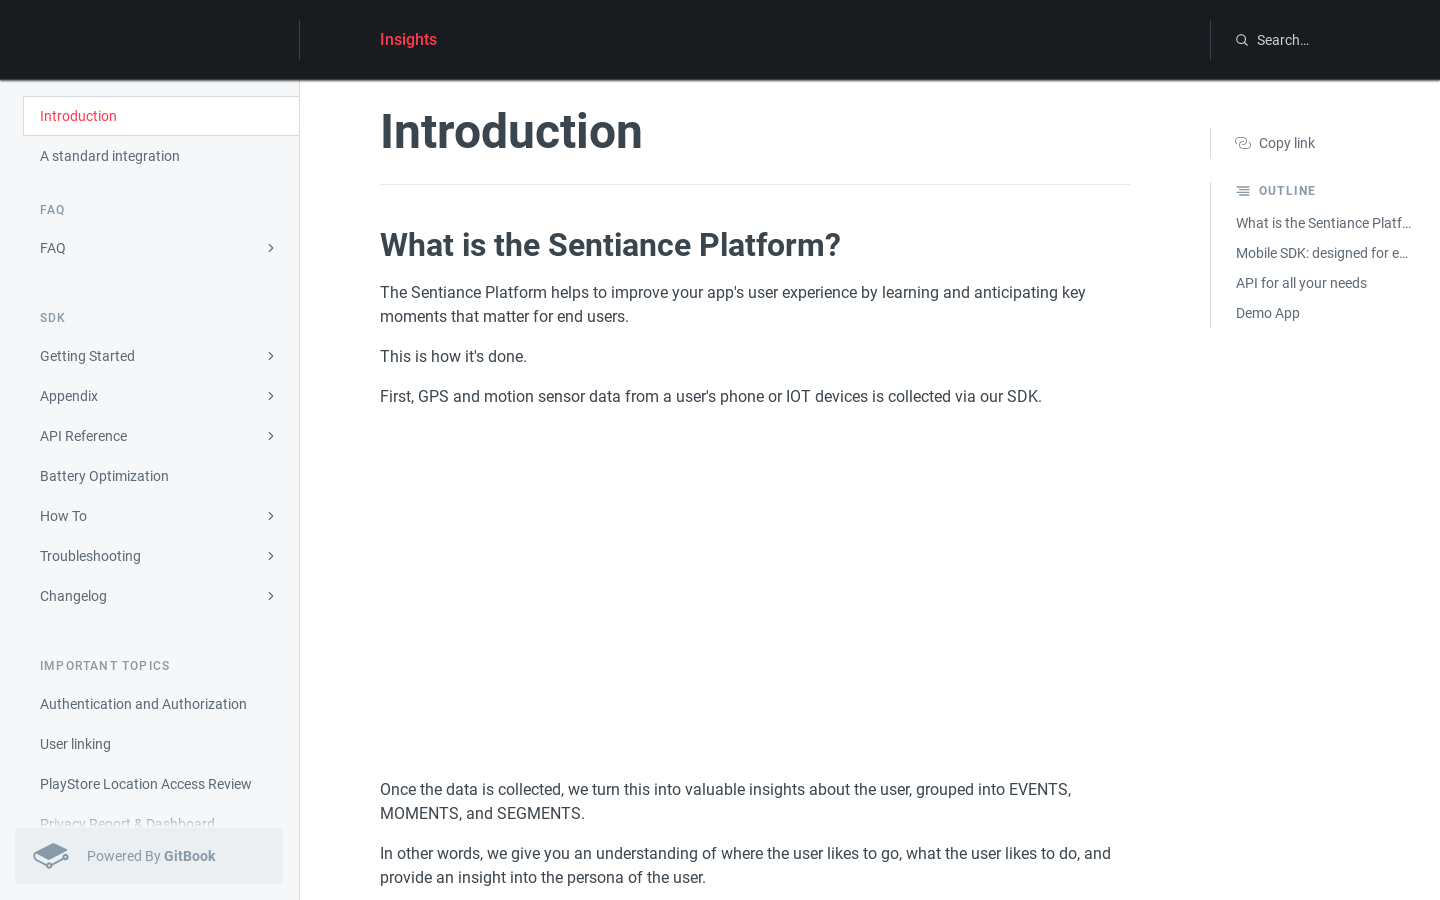 Insights
Search…
Introduction
A standard integration
FAQ
FAQ
SDK
Getting Started
Appendix
API Reference
Battery Optimization
How To
Troubleshooting
Changelog
IMPORTANT TOPICS
Authentication and Authorization
User linking
PlayStore Location Access Review
Privacy Report & Dashboard
Powered By GitBook
Introduction
What is the Sentiance Platform?
The Sentiance Platform helps to improve your app's user experience by learning and anticipating key
moments that matter for end users.
This is how it's done.
First, GPS and motion sensor data from a user's phone or IOT devices is collected via our SDK.
Once the data is collected, we turn this into valuable insights about the user, grouped into EVENTS,
MOMENTS, and SEGMENTS.
In other words, we give you an understanding of where the user likes to go, what the user likes to do, and
provide an insight into the persona of the user.
Copy link
OUTLINE
What is the Sentiance Platf…
Mobile SDK: designed for e…
API for all your needs
Demo App